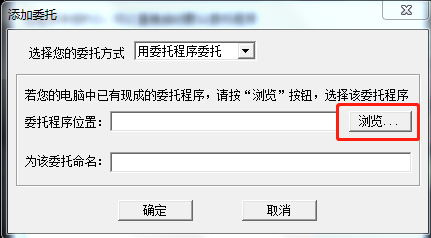 添加委托
选择您的委托方式 用委托程序委托
若您的电脑中已有现成的委托程序，请按“浏览”按钮，选择该委托程序
委托程序位置： 浏览...
为该委托命名：
确定 取消